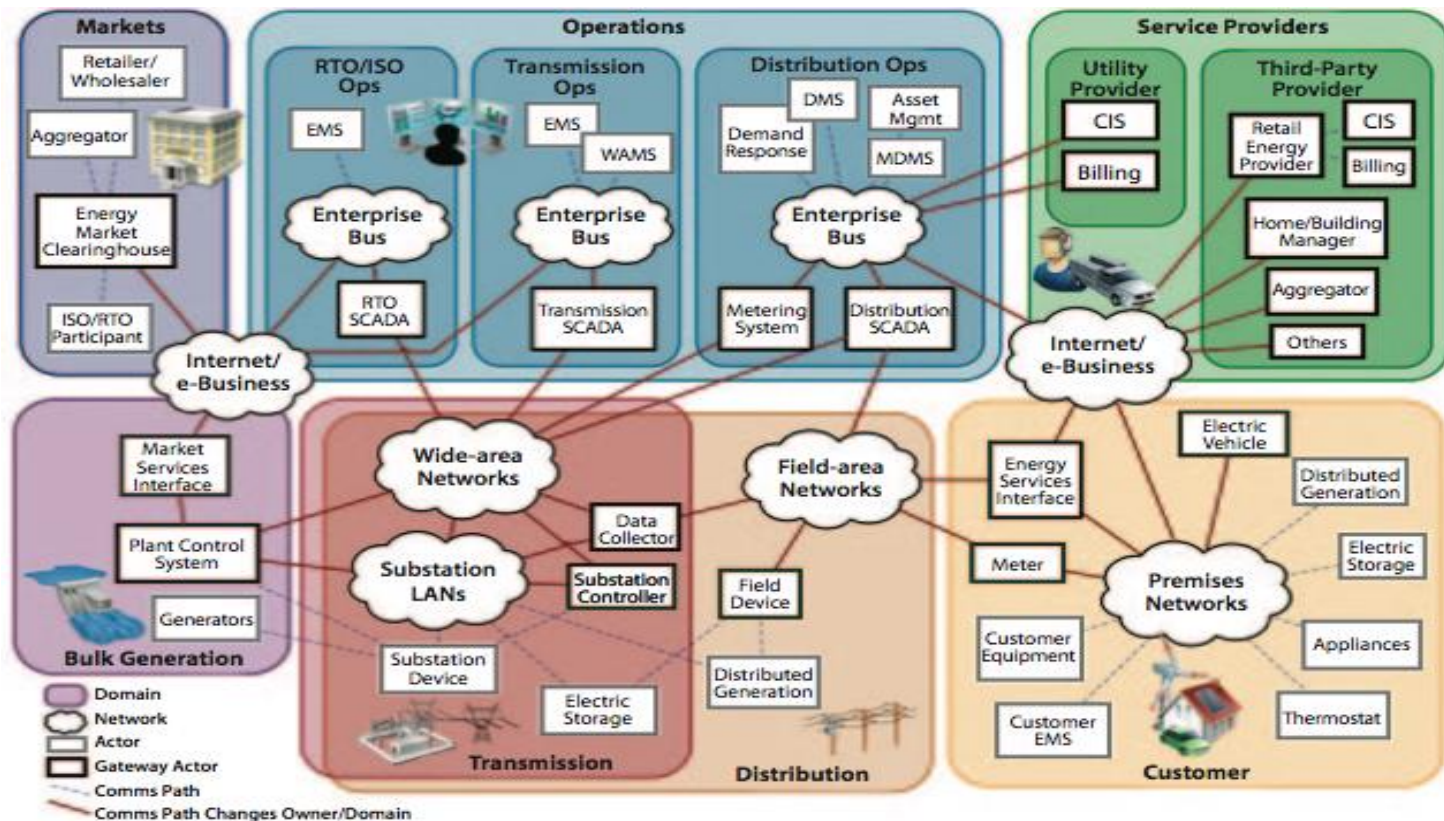 Markets
Retailer/
Wholesaler
Aggregator
Energy
Market
Clearinghouse
ISO/RTO
Participant
Internet/
e-Business
Operations
RTO/ISO
Ops
EMS
Enterprise
Bus
RTO
SCADA
Transmission
Ops
EMS
WAMS
Enterprise
Bus
Transmission
SCADA
Distribution Ops
DMS
Asset
Mgmt
Demand
Response
MDMS
Enterprise
Bus
Metering
System
Distribution
SCADA
Service Providers
Utility
Provider
CIS
Billing
Third-Party
Provider
Retail
Energy
Provider
CIS
Billing
Home/Building
Manager
Aggregator
Others
Internet/
e-Business
Market
Services
Interface
Plant Control
System
Generators
Bulk Generation
Wide-area
Networks
Substation
LANs
Data
Collector
Substation
Controller
Substation
Device
Electric
Storage
Transmission
Field-area
Networks
Field
Device
Distributed
Generation
Distribution
Energy
Services
Interface
Meter
Electric
Vehicle
Distributed
Generation
Electric
Storage
Premises
Networks
Appliances
Customer
Equipment
Customer
EMS
Thermostat
Customer
Domain
Network
Actor
Gateway Actor
Comms Path
Comms Path Changes Owner/Domain